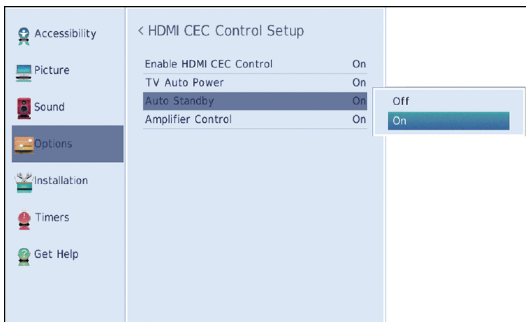 Accessibility
Picture
Sound
Options
Installation
Timers
Get Help
< HDMI CEC Control Setup
Enable HDMI CEC Control On
TV Auto Power On
Auto Standby On
Amplifier Control On
Off
On